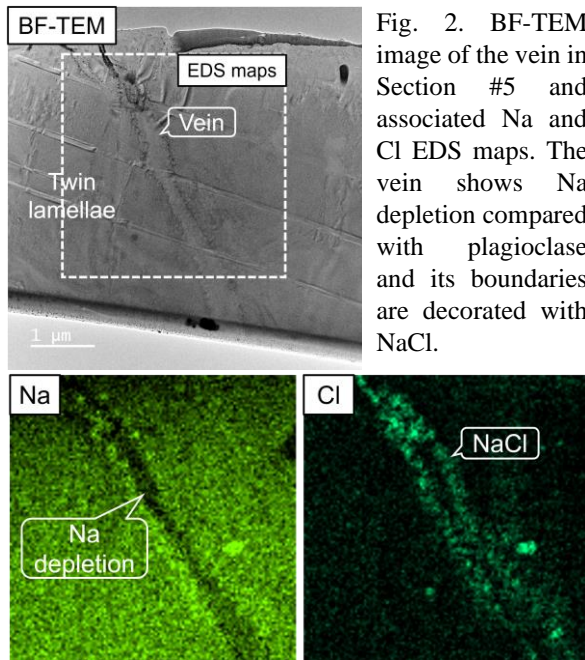 BF-TEM
EDS maps
Vein
Twin
lamellae
1 μm
Fig. 2. BF-TEM
image of the vein in
Section #5 and
associated Na and
Cl EDS maps. The
vein shows Na
depletion compared
with plagioclase
and its boundaries
are decorated with
NaCl.
Na
Na
depletion
Cl
NaCl